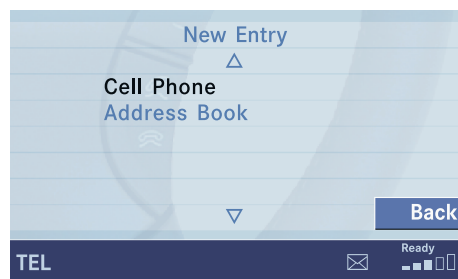 New Entry
Cell Phone
Address Book
Back
Ready
TEL